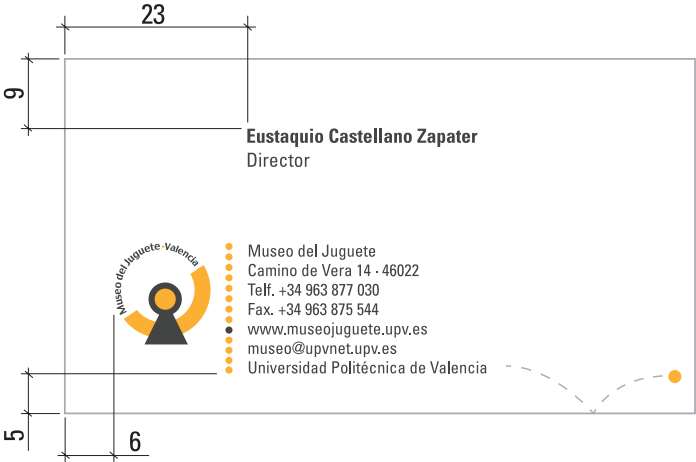 23
9
Eustaquio Castellano Zapater
Director
Museo del Juguete·Valencia
Museo del Juguete
Camino de Vera 14 · 46022
Telf. +34 963 877 030
Fax. +34 963 875 544
www.museojuguete.upv.es
museo@upvnet.upv.es
Universidad Politécnica de Valencia
5
6